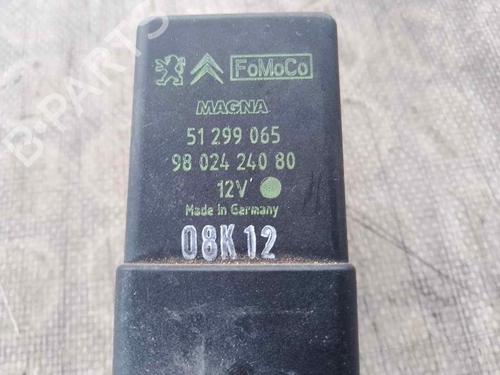 FoMoCo
MAGNA
51 299 065
98 024 240 80
12V
Made in Germany
08K12
B-PARTS